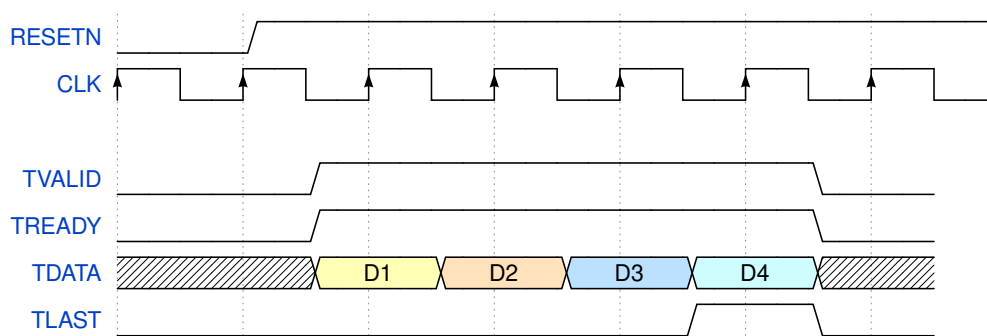 RESETN
CLK
TVALID
TREADY
TDATA D1 D2 D3 D4
TLAST